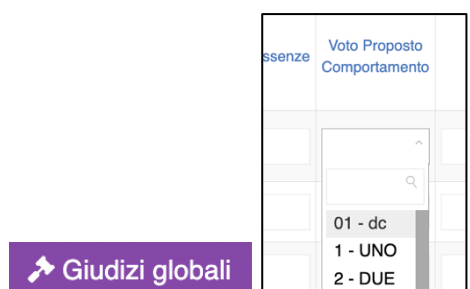 ssenze
Voto Proposto
Comportamento
01 - dc
1 - UNO
2 - DUE
Giudizi globali